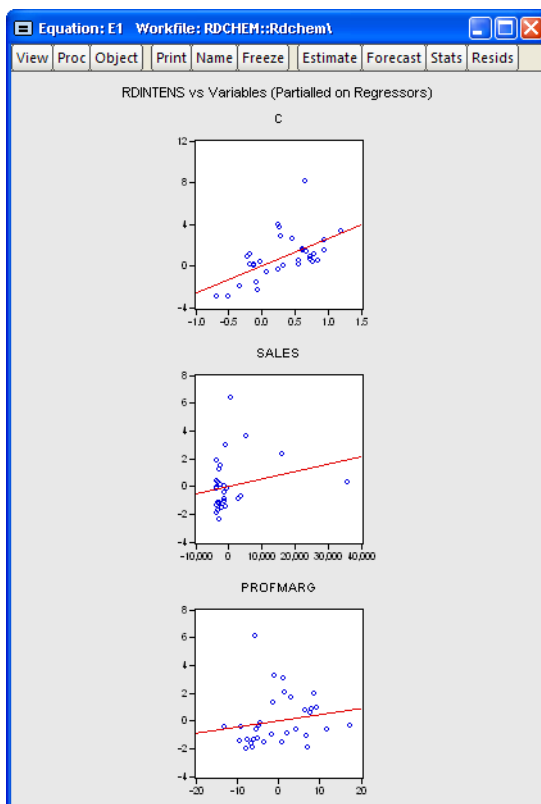 Equation: E1 Workfile: RDCHEM::Rdchem\
View Proc Object Print Name Freeze Estimate Forecast Stats Resids
RDINTENS vs Variables (Partialled on Regressors)
C
12
8
4
0
-4
-1.0 -0.5 0.0 0.5 1.0 1.5
SALES
8
6
4
2
0
-2
-4
-10,000 0 10,000 20,000 30,000 40,000
PROFMARG
8
6
4
2
0
-2
-4
-20 -10 0 10 20